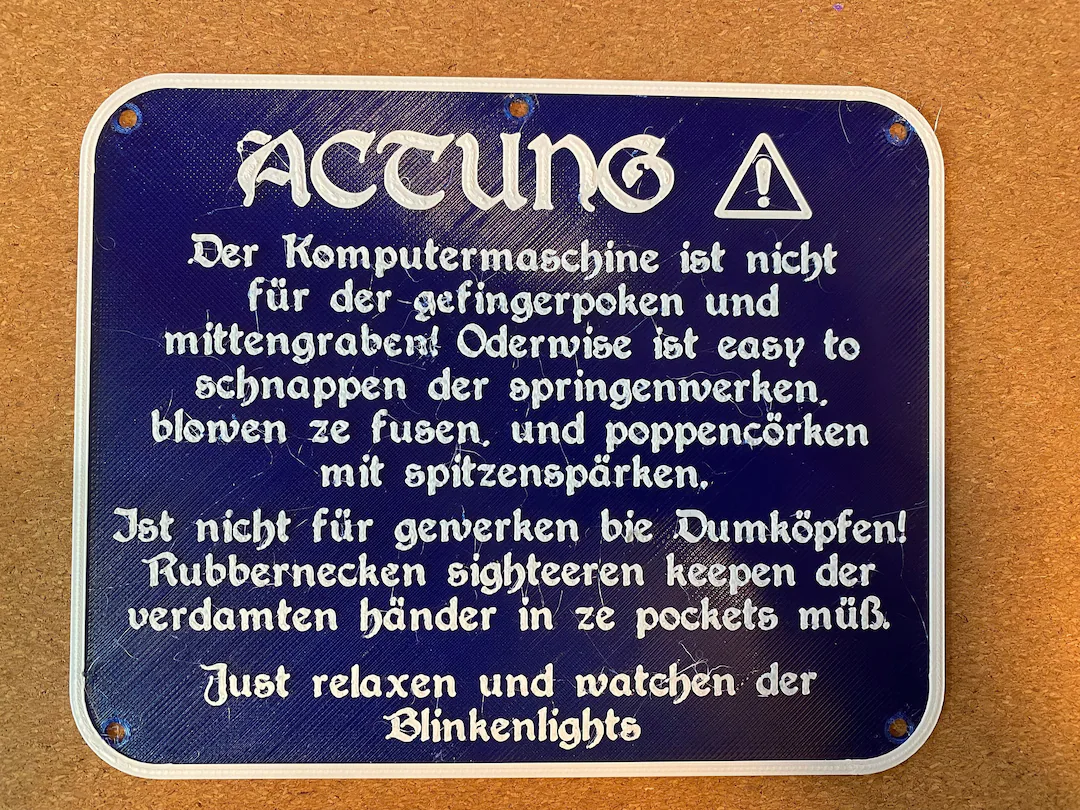 ACTUNG
Der Komputermaschine ist nicht
für der gefingerpoken und
mittengraben! Oderwise ist easy to
schnappen der springenwerken,
blowen ze fusen, und poppencörken
mit spitzenspärken.
Ist nicht für gewerken bie Dumköpfen!
Rubbernecken sighteeren keepen der
verdamten händer in ze pockets müß.
Just relaxen und watchen der
Blinkenlights